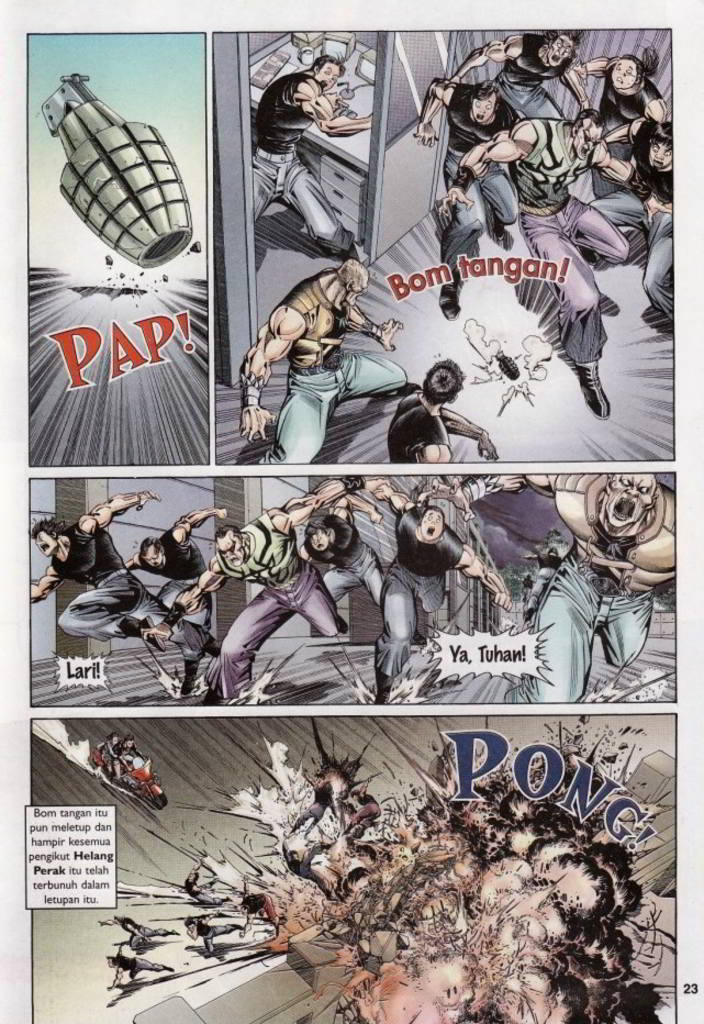 PAP!
Bom tangan!
Lari!
Ya, Tuhan!
PONG!
Bom tangan itu
pun meletup dan
hampir kesemua
pengikut Helang
Perak itu telah
terbunuh dalam
letupan itu.
23